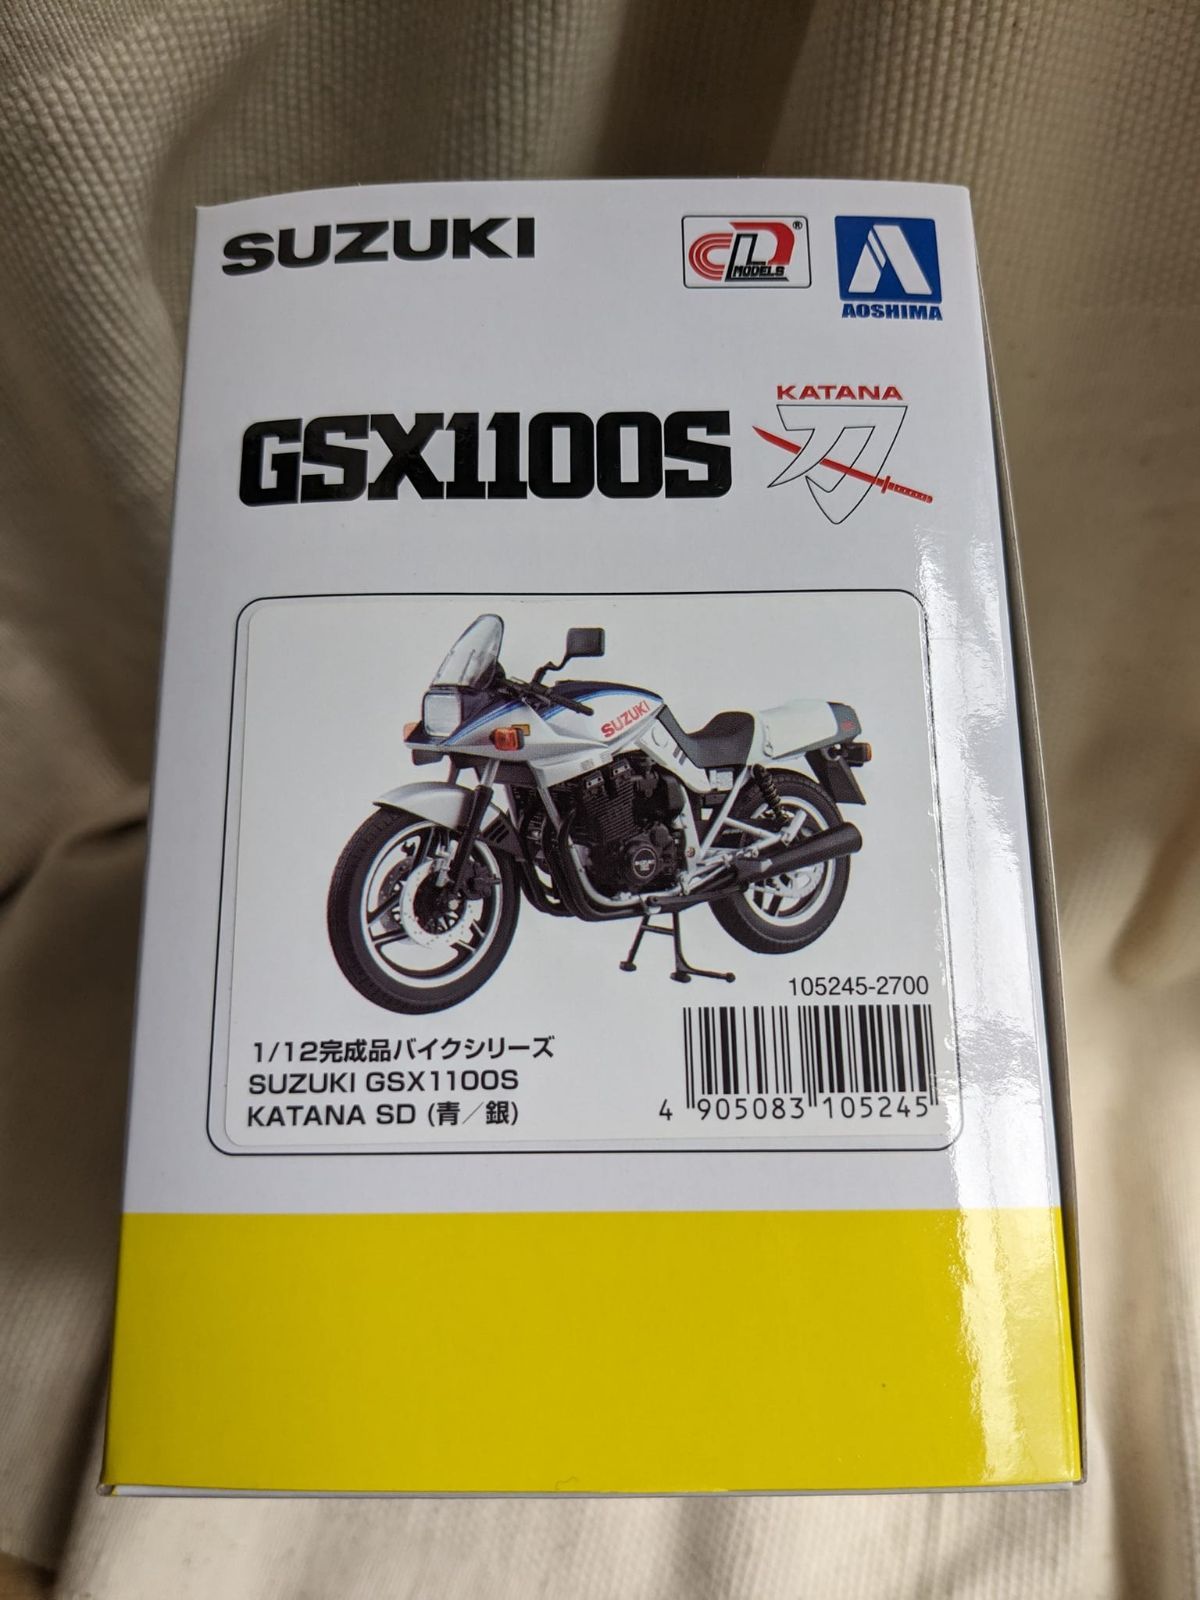 SUZUKI
CLD MODELS®
AOSHIMA
GSX1100S
KATANA
刀
SUZUKI
105245-2700
1/12完成品バイクシリーズ
SUZUKI GSX1100S
KATANA SD (青／銀)
4 905083 105245